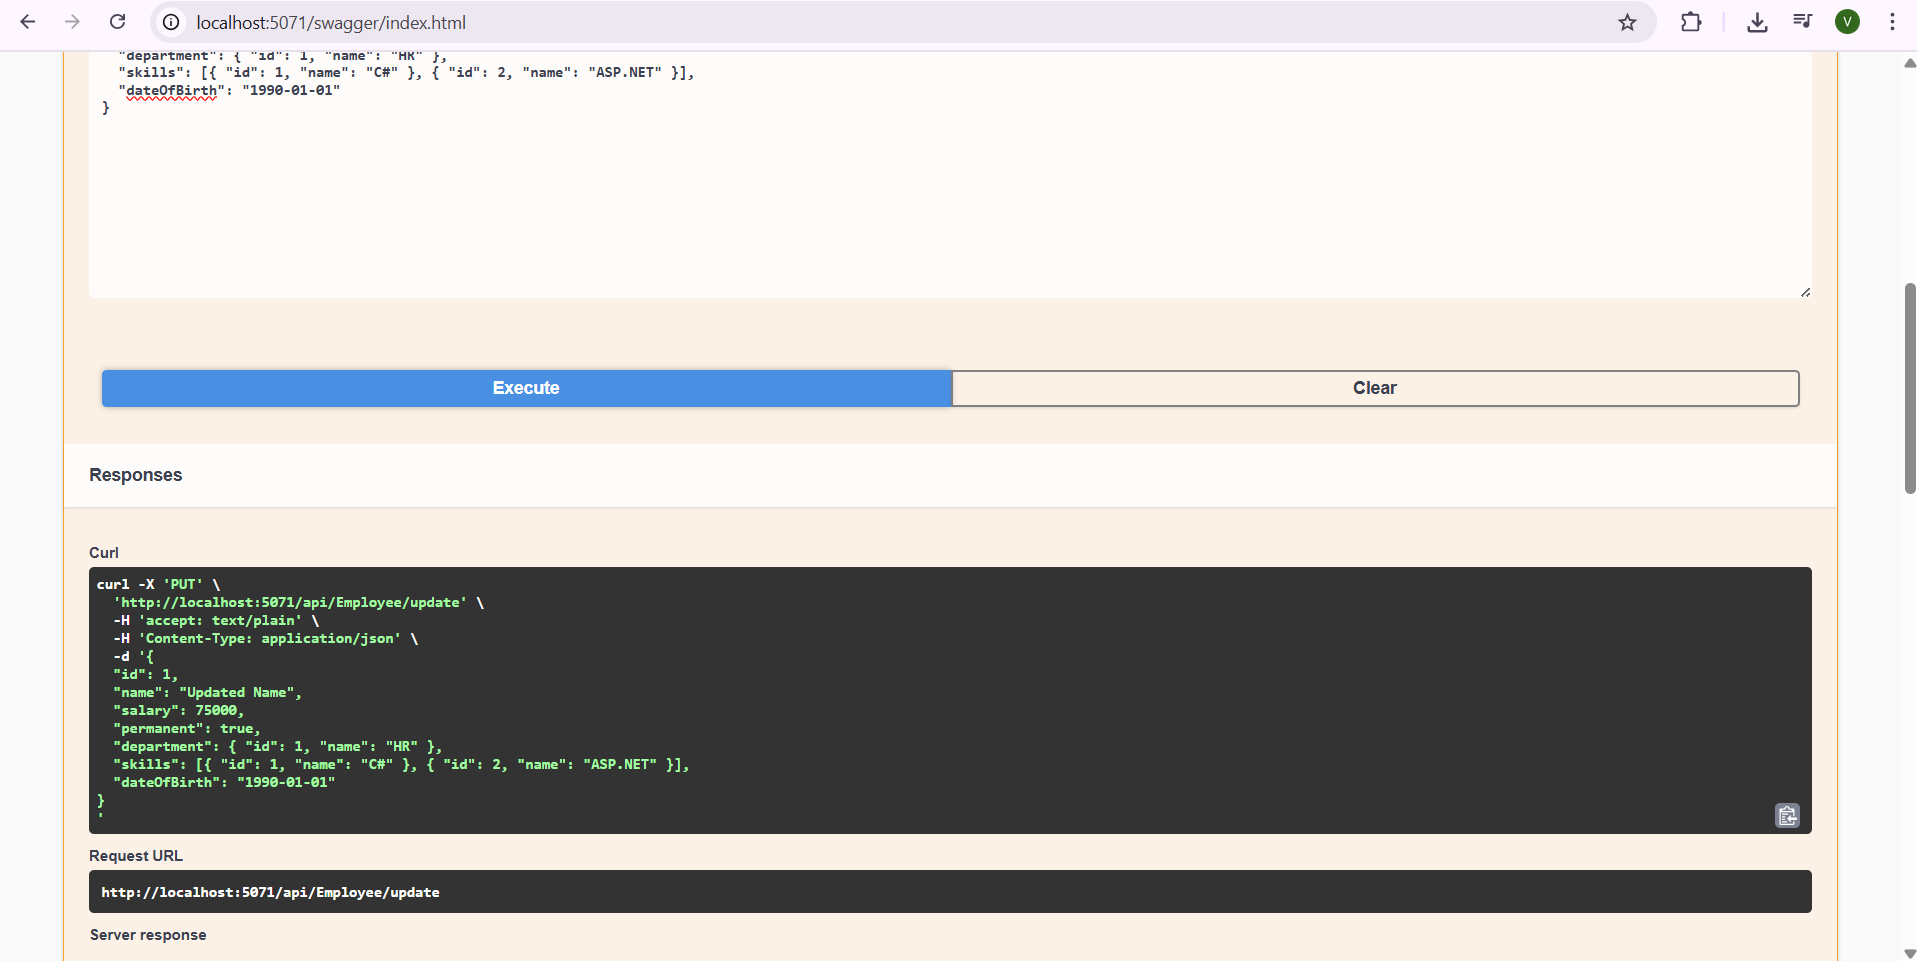 localhost:5071/swagger/index.html
V
"department": { "id": 1, "name": "HR" },
"skills": [{ "id": 1, "name": "C#" }, { "id": 2, "name": "ASP.NET" }],
"dateOfBirth": "1990-01-01"
}
Execute
Clear
Responses
Curl
curl -X 'PUT' \
'http://localhost:5071/api/Employee/update' \
-H 'accept: text/plain' \
-H 'Content-Type: application/json' \
-d '{
"id": 1,
"name": "Updated Name",
"salary": 75000,
"permanent": true,
"department": { "id": 1, "name": "HR" },
"skills": [{ "id": 1, "name": "C#" }, { "id": 2, "name": "ASP.NET" }],
"dateOfBirth": "1990-01-01"
}
'
Request URL
http://localhost:5071/api/Employee/update
Server response